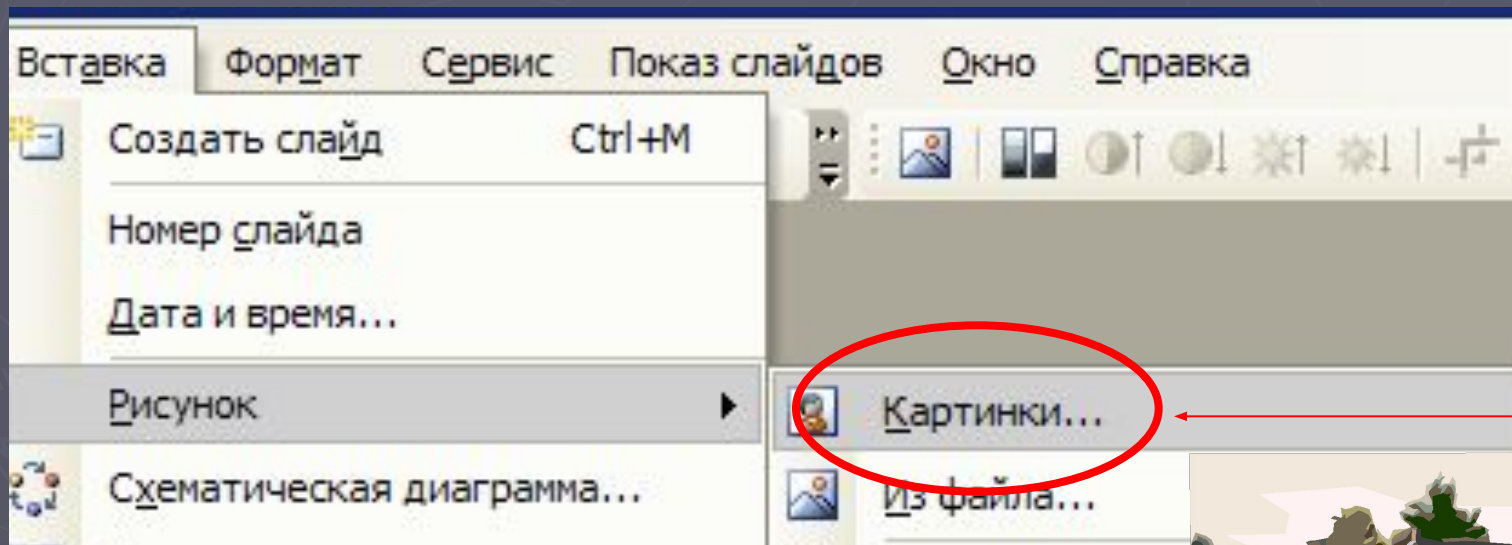 Вставка Формат Сервис Показ слайдов Окно Справка
Создать слайд Ctrl+M
Номер слайда
Дата и время...
Рисунок Картинки...
Схематическая диаграмма... Из файла...